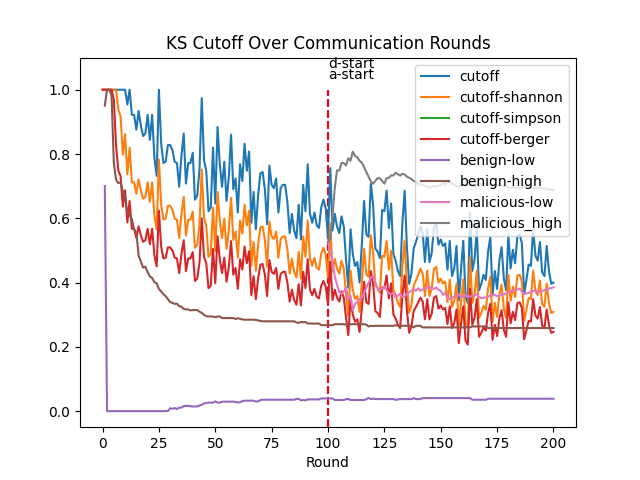 KS Cutoff Over Communication Rounds
d-start
a-start
cutoff
cutoff-shannon
cutoff-simpson
cutoff-berger
benign-low
benign-high
malicious-low
malicious_high
1.0
0.8
0.6
0.4
0.2
0.0
0 25 50 75 100 125 150 175 200
Round